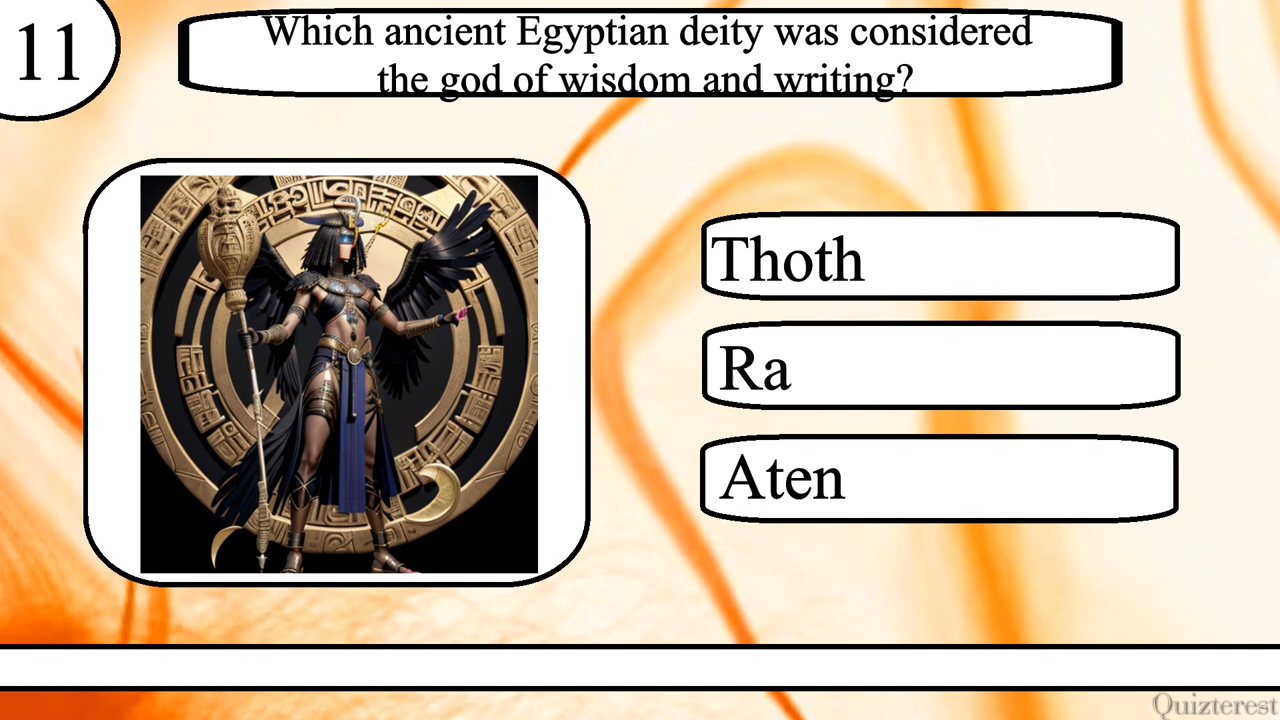 11
Which ancient Egyptian deity was considered
the god of wisdom and writing?
Thoth
Ra
Aten
Quizterest